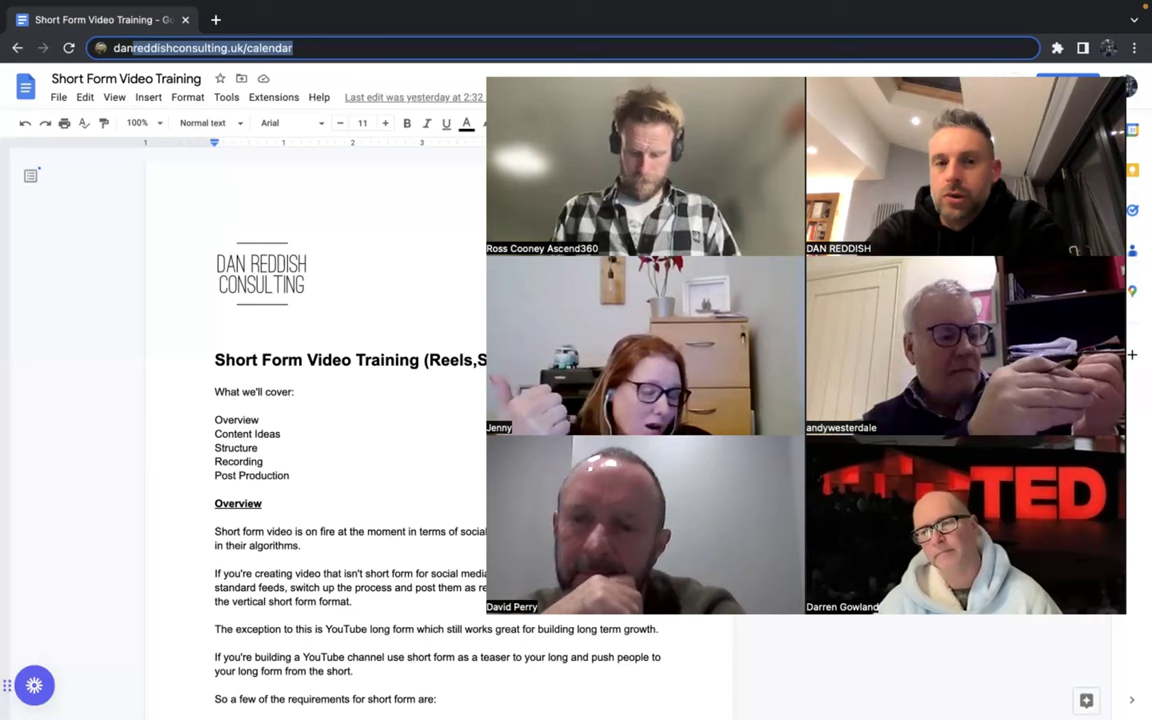 Short Form Video Training - Go
danreddishconsulting.uk/calendar
Short Form Video Training
File Edit View Insert Format Tools Extensions Help Last edit was yesterday at 2:32
100% Normal text Arial 11 B I U A
1 1 2 3
DAN REDDISH
CONSULTING
Short Form Video Training (Reels,S
What we'll cover:
Overview
Content Ideas
Structure
Recording
Post Production
Overview
Short form video is on fire at the moment in terms of social
in their algorithms.
If you're creating video that isn't short form for social media
standard feeds, switch up the process and post them as re
the vertical short form format.
The exception to this is YouTube long form which still works great for building long term growth.
If you're building a YouTube channel use short form as a teaser to your long and push people to
your long form from the short.
So a few of the requirements for short form are:
Ross Cooney Ascend360
DAN REDDISH
Jenny
andywesterdale
TED
David Perry
Darren Gowland